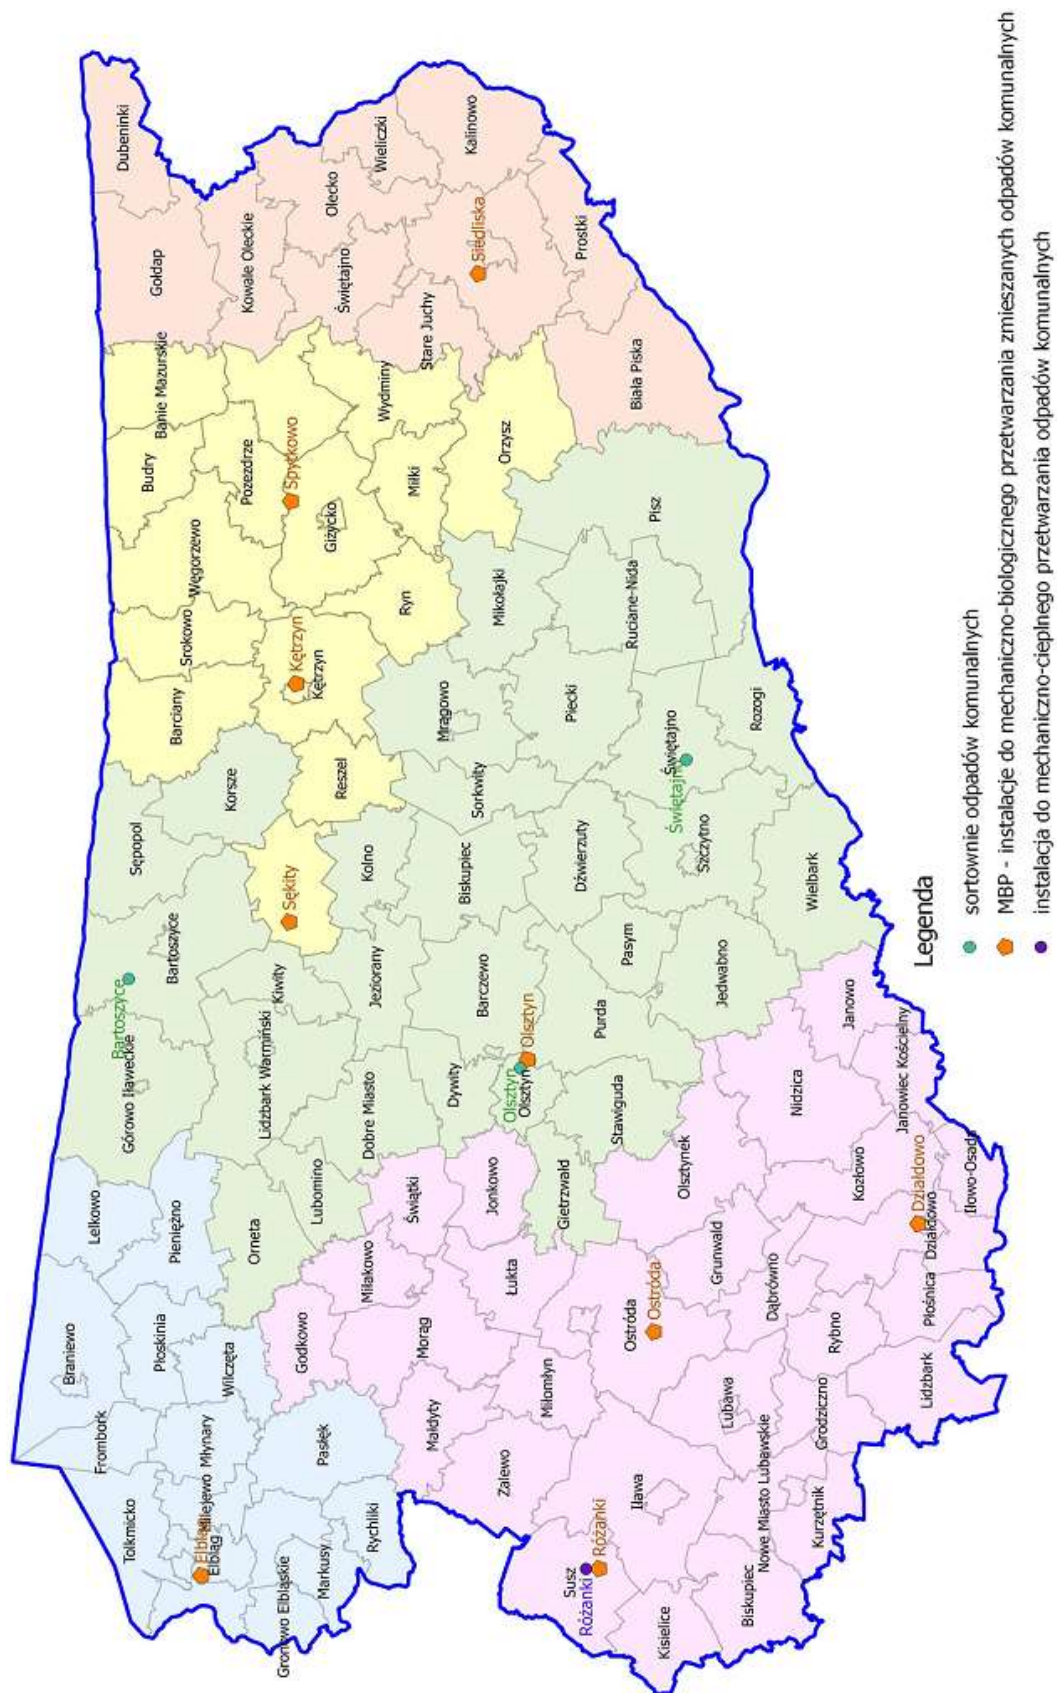 Dubeninki
Gołdap
Kowale Oleckie
Olecko
Wieliczki
Świętajno
Kalinowo
Siedliska
Stare Juchy
Prostki
Biała Piska
Banie Mazurskie
Budry
Pozezdrze
Spytkowo
Wydminy
Węgorzewo
Giżycko
Miłki
Orzysz
Srokowo
Ryn
Barciany
Kętrzyn
Kętrzyn
Reszel
Sękity
Mikołajki
Pisz
Ruciane-Nida
Mrągowo
Piecki
Sorkwity
Świętajno
Świętajno
Rozogi
Szczytno
Wielbark
Korsze
Sępopol
Bartoszyce
Bartoszyce
Górowo Iławeckie
Kolno
Biskupiec
Dźwierzuty
Pasym
Jedwabno
Kiwity
Jeziorany
Barczewo
Purda
Lidzbark Warmiński
Dobre Miasto
Dywity
Olsztyn
Olsztyn
Olsztyn
Stawiguda
Gietrzwałd
Lubomino
Orneta
Lelkowo
Pieniężno
Braniewo
Płoskinia
Wilczęta
Frombork
Młynary
Milejewo
Tolkmicko
Elbląg
Elbląg
Gronowo Elbląskie
Markusy
Rychliki
Pasłęk
Godkowo
Miłakowo
Świątki
Jonkowo
Łukta
Morąg
Małdyty
Miłomłyn
Zalewo
Ostróda
Ostróda
Olsztynek
Grunwald
Dąbrówno
Nidzica
Janowo
Janowiec Kościelny
Kozłowo
Działdowo
Działdowo
Iłowo-Osada
Płośnica
Rybno
Lidzbark
Lubawa
Grodziczno
Nowe Miasto Lubawskie
Kurzętnik
Iława
Susz
Różanki
Różanki
Kisielice
Biskupiec
Legenda
sortownie odpadów komunalnych
MBP - instalacje do mechaniczno-biologicznego przetwarzania zmieszanych odpadów komunalnych
instalacja do mechaniczno-cieplnego przetwarzania odpadów komunalnych